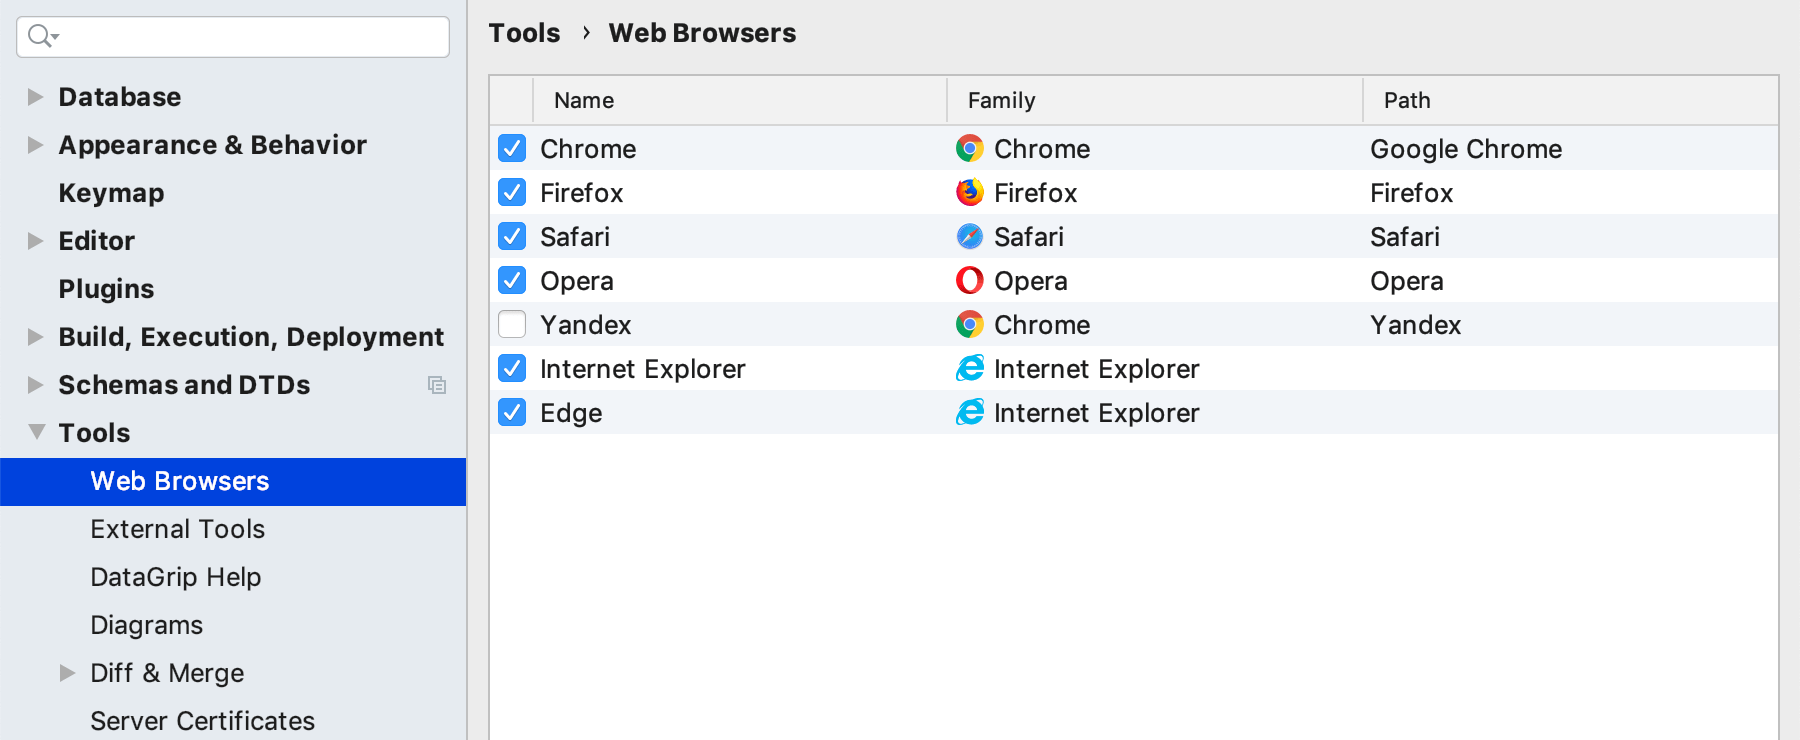 Database
Appearance & Behavior
Keymap
Editor
Plugins
Build, Execution, Deployment
Schemas and DTDs
Tools
Web Browsers
External Tools
DataGrip Help
Diagrams
Diff & Merge
Server Certificates
Tools › Web Browsers
Name Family Path
Chrome Chrome Google Chrome
Firefox Firefox Firefox
Safari Safari Safari
Opera Opera Opera
Yandex Chrome Yandex
Internet Explorer Internet Explorer
Edge Internet Explorer